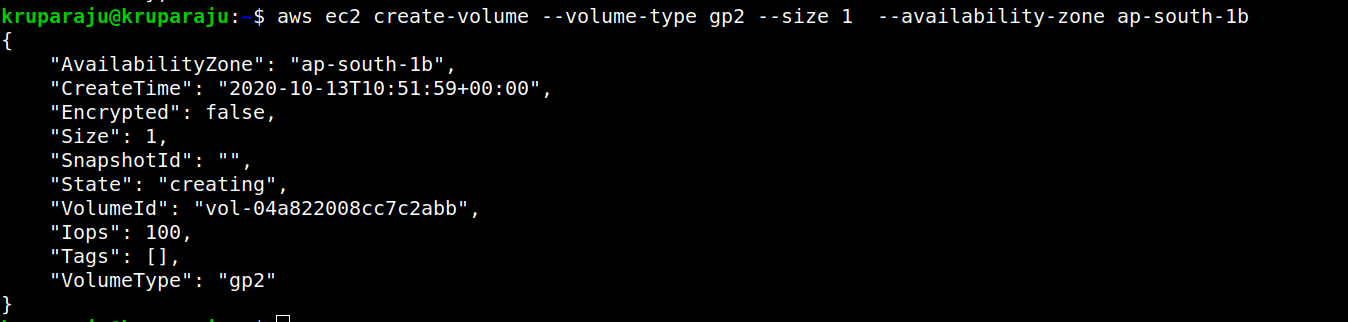 kruparaju@kruparaju:~$ aws ec2 create-volume --volume-type gp2 --size 1  --availability-zone ap-south-1b
{
    "AvailabilityZone": "ap-south-1b",
    "CreateTime": "2020-10-13T10:51:59+00:00",
    "Encrypted": false,
    "Size": 1,
    "SnapshotId": "",
    "State": "creating",
    "VolumeId": "vol-04a822008cc7c2abb",
    "Iops": 100,
    "Tags": [],
    "VolumeType": "gp2"
}